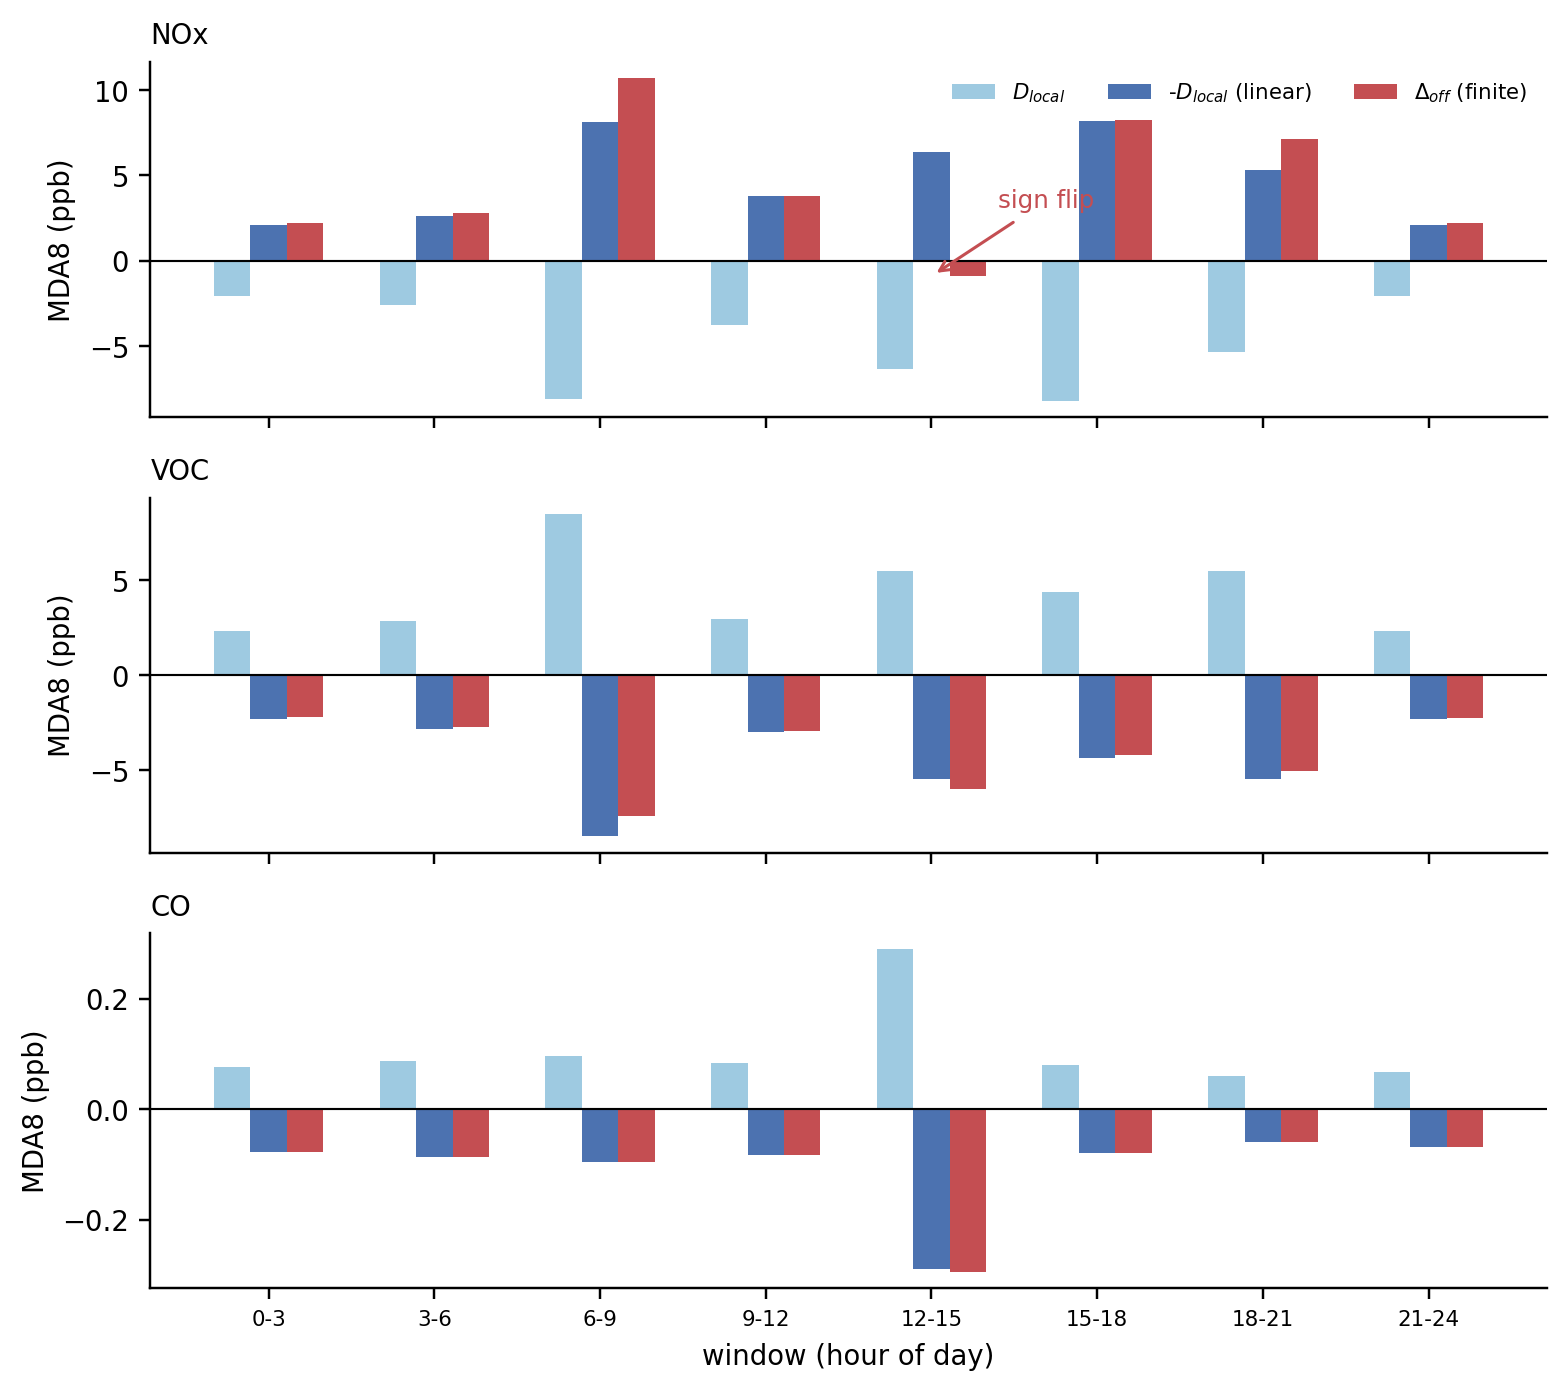 NOx
10
5
0
−5
MDA8 (ppb)
D_local
-D_local (linear)
Δ_off (finite)
sign flip
VOC
5
0
−5
MDA8 (ppb)
CO
0.2
0.0
−0.2
MDA8 (ppb)
0-3 3-6 6-9 9-12 12-15 15-18 18-21 21-24
window (hour of day)